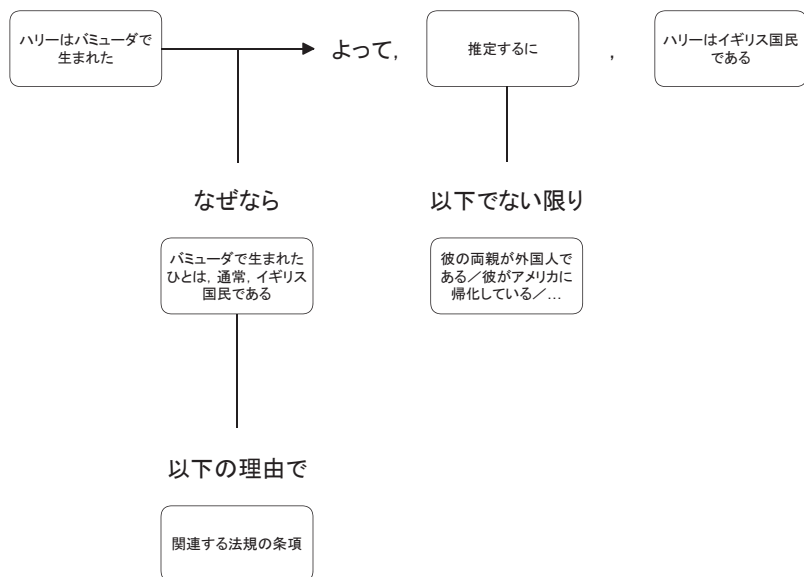 ハリーはバミューダで
生まれた
よって,
推定するに
,
ハリーはイギリス国民
である
なぜなら
以下でない限り
バミューダで生まれた
ひとは, 通常, イギリス
国民である
彼の両親が外国人で
ある／彼がアメリカに
帰化している／…
以下の理由で
関連する法規の条項